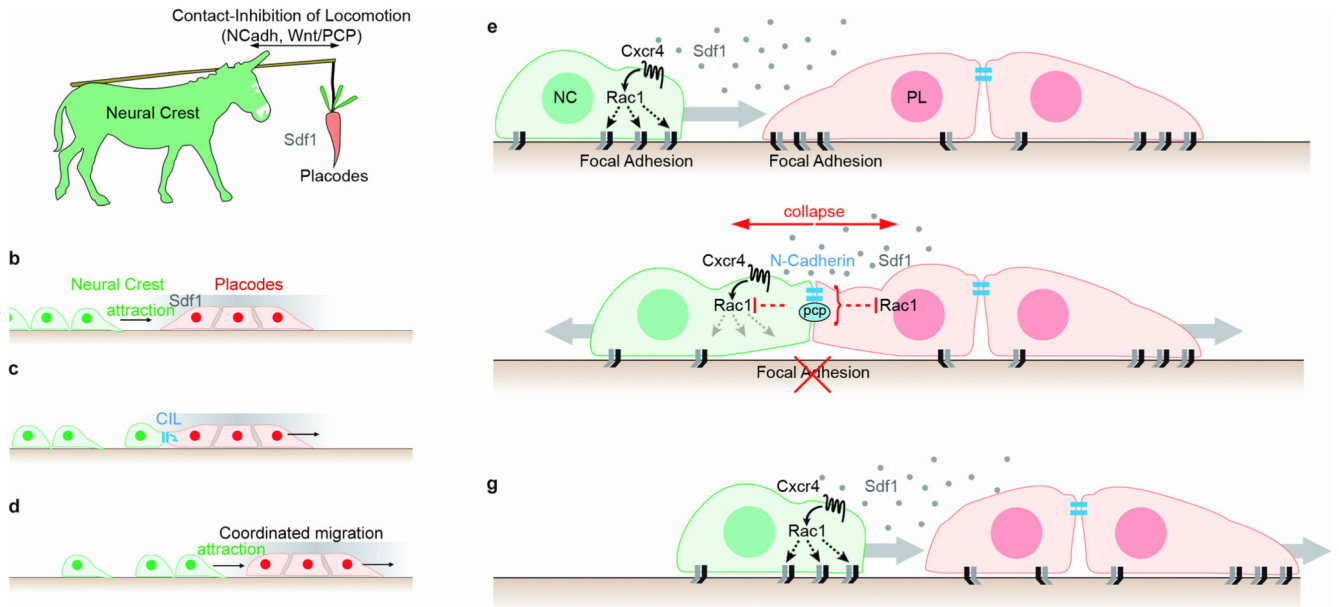 Contact-Inhibition of Locomotion
(NCadh, Wnt/PCP)
Neural Crest
Sdf1
Placodes
b
Neural Crest
Placodes
attraction
Sdf1
c
CIL
d
Coordinated migration
attraction
e
Cxcr4
Sdf1
NC
Rac1
PL
Focal Adhesion
Focal Adhesion
collapse
Cxcr4
N-Cadherin
Sdf1
Rac1
pcp
Rac1
Focal Adhesion
g
Cxcr4
Sdf1
Rac1